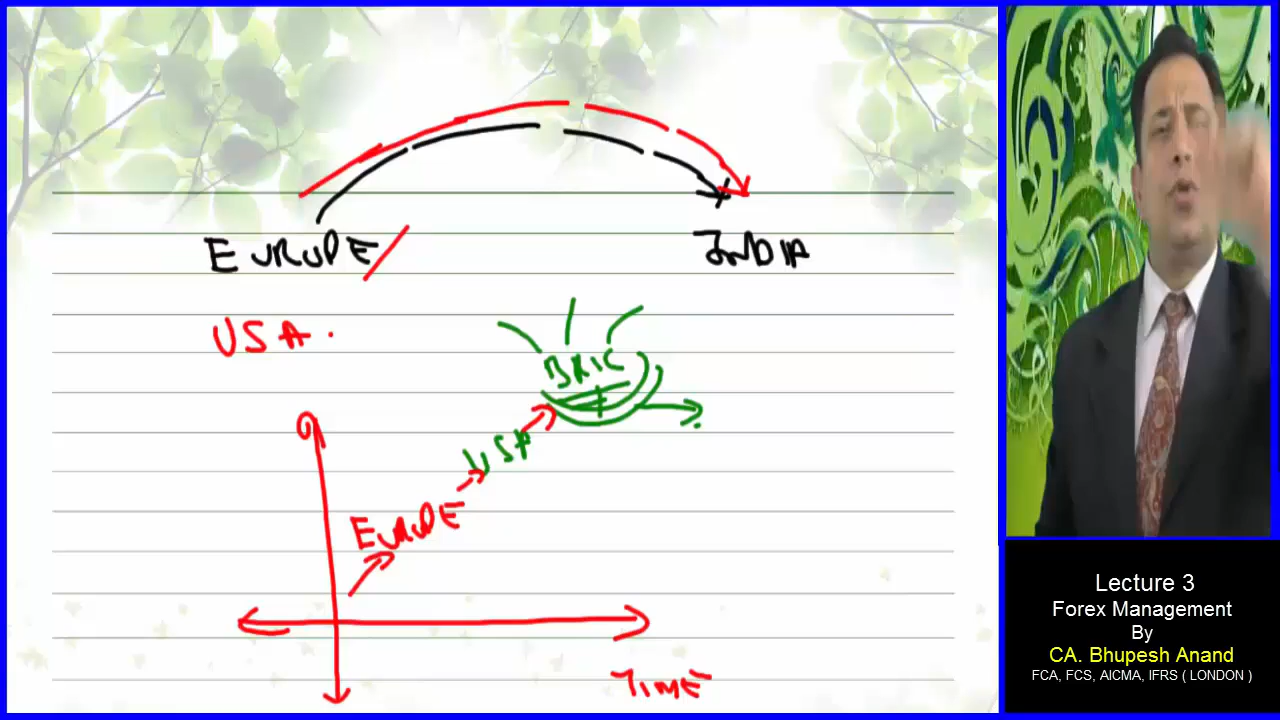 EUROPE
INDIA
USA.
BRIC
USA
EUROPE
TIME
Lecture 3
Forex Management
By
CA. Bhupesh Anand
FCA, FCS, AICMA, IFRS ( LONDON )